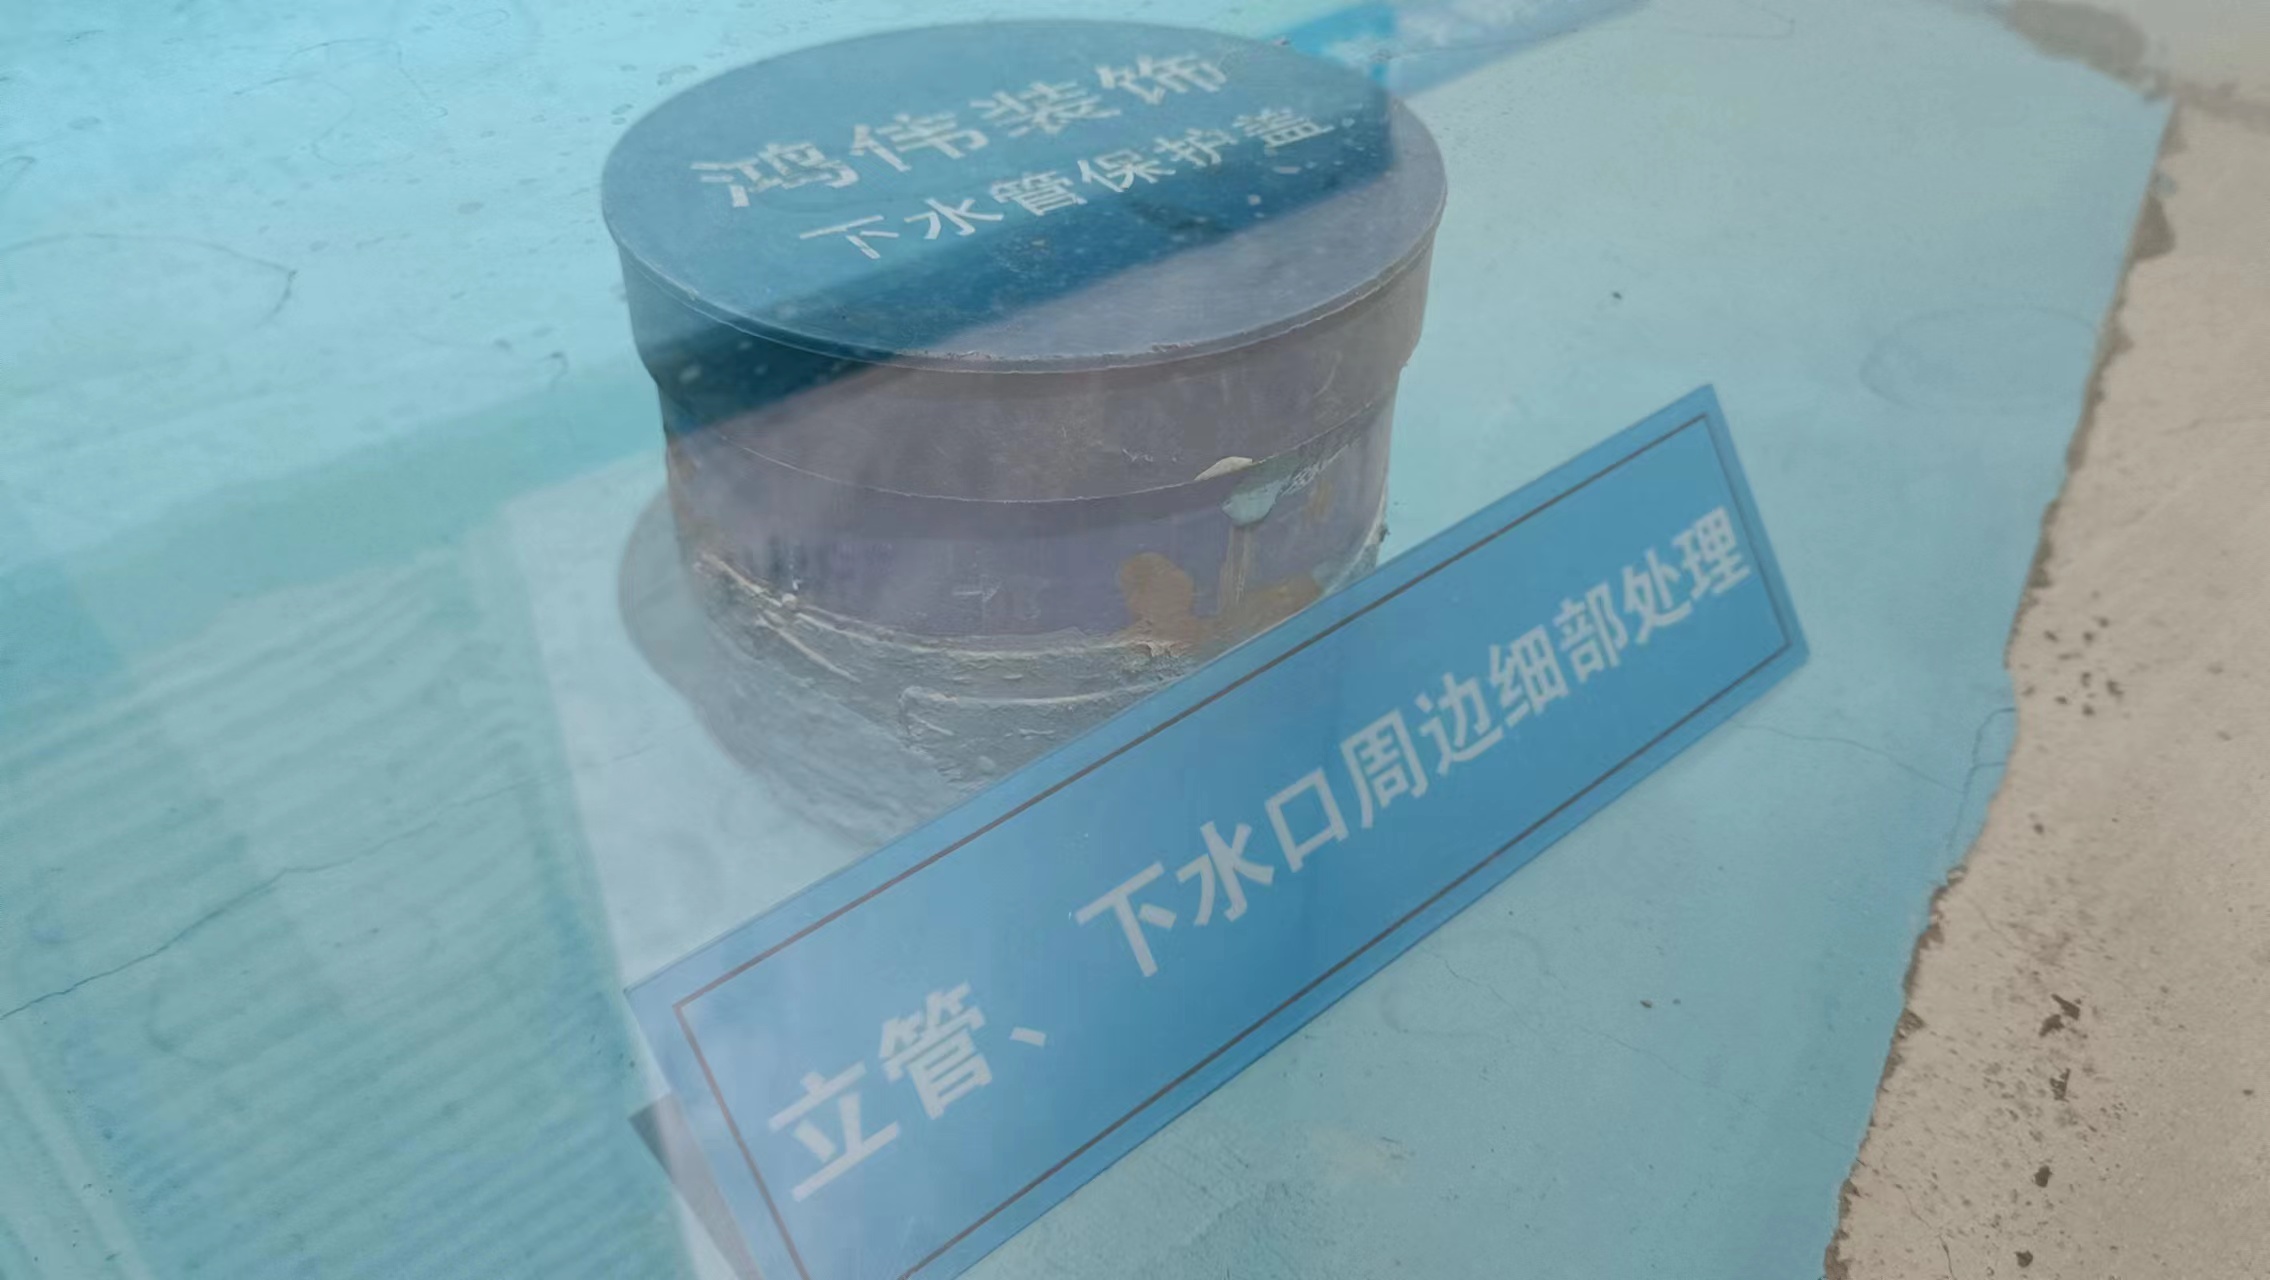 鸿伟装饰
下水管保护盖
立管、下水口周边细部处理